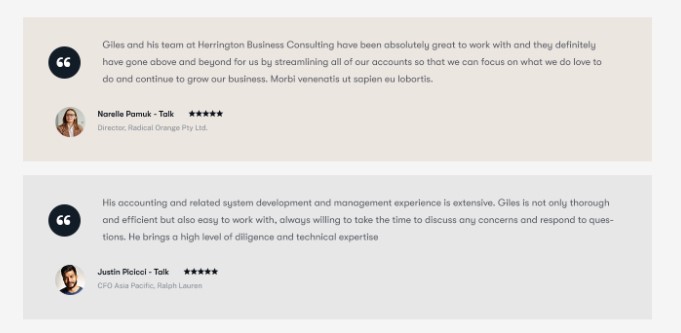 Giles and his team at Herrington Business Consulting have been absolutely great to work with and they definitely
have gone above and beyond for us by streamlining all of our accounts so that we can focus on what we do love to
do and continue to grow our business. Morbi venenatis ut sapien eu lobortis.
Narelle Pamuk - Talk ★★★★★
Director, Radical Orange Pty Ltd.
His accounting and related system development and management experience is extensive. Giles is not only thorough
and efficient but also easy to work with, always willing to take the time to discuss any concerns and respond to ques-
tions. He brings a high level of diligence and technical expertise
Justin Picicci - Talk ★★★★★
CFO Asia Pacific, Ralph Lauren